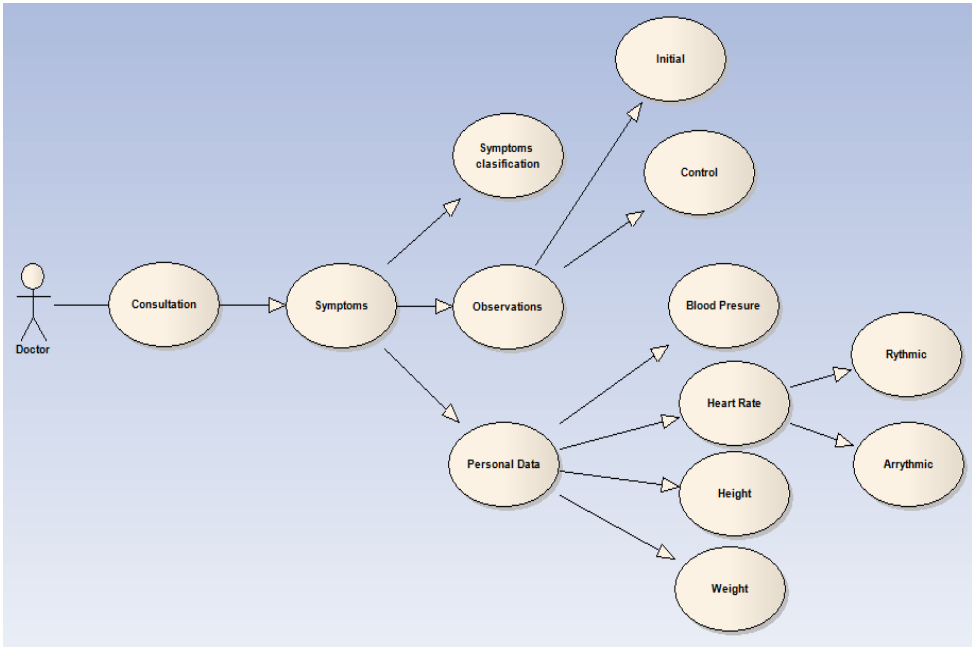 Initial
Symptoms
clasification
Control
Doctor
Consultation
Symptoms
Observations
Blood Presure
Rythmic
Heart Rate
Personal Data
Arrythmic
Height
Weight